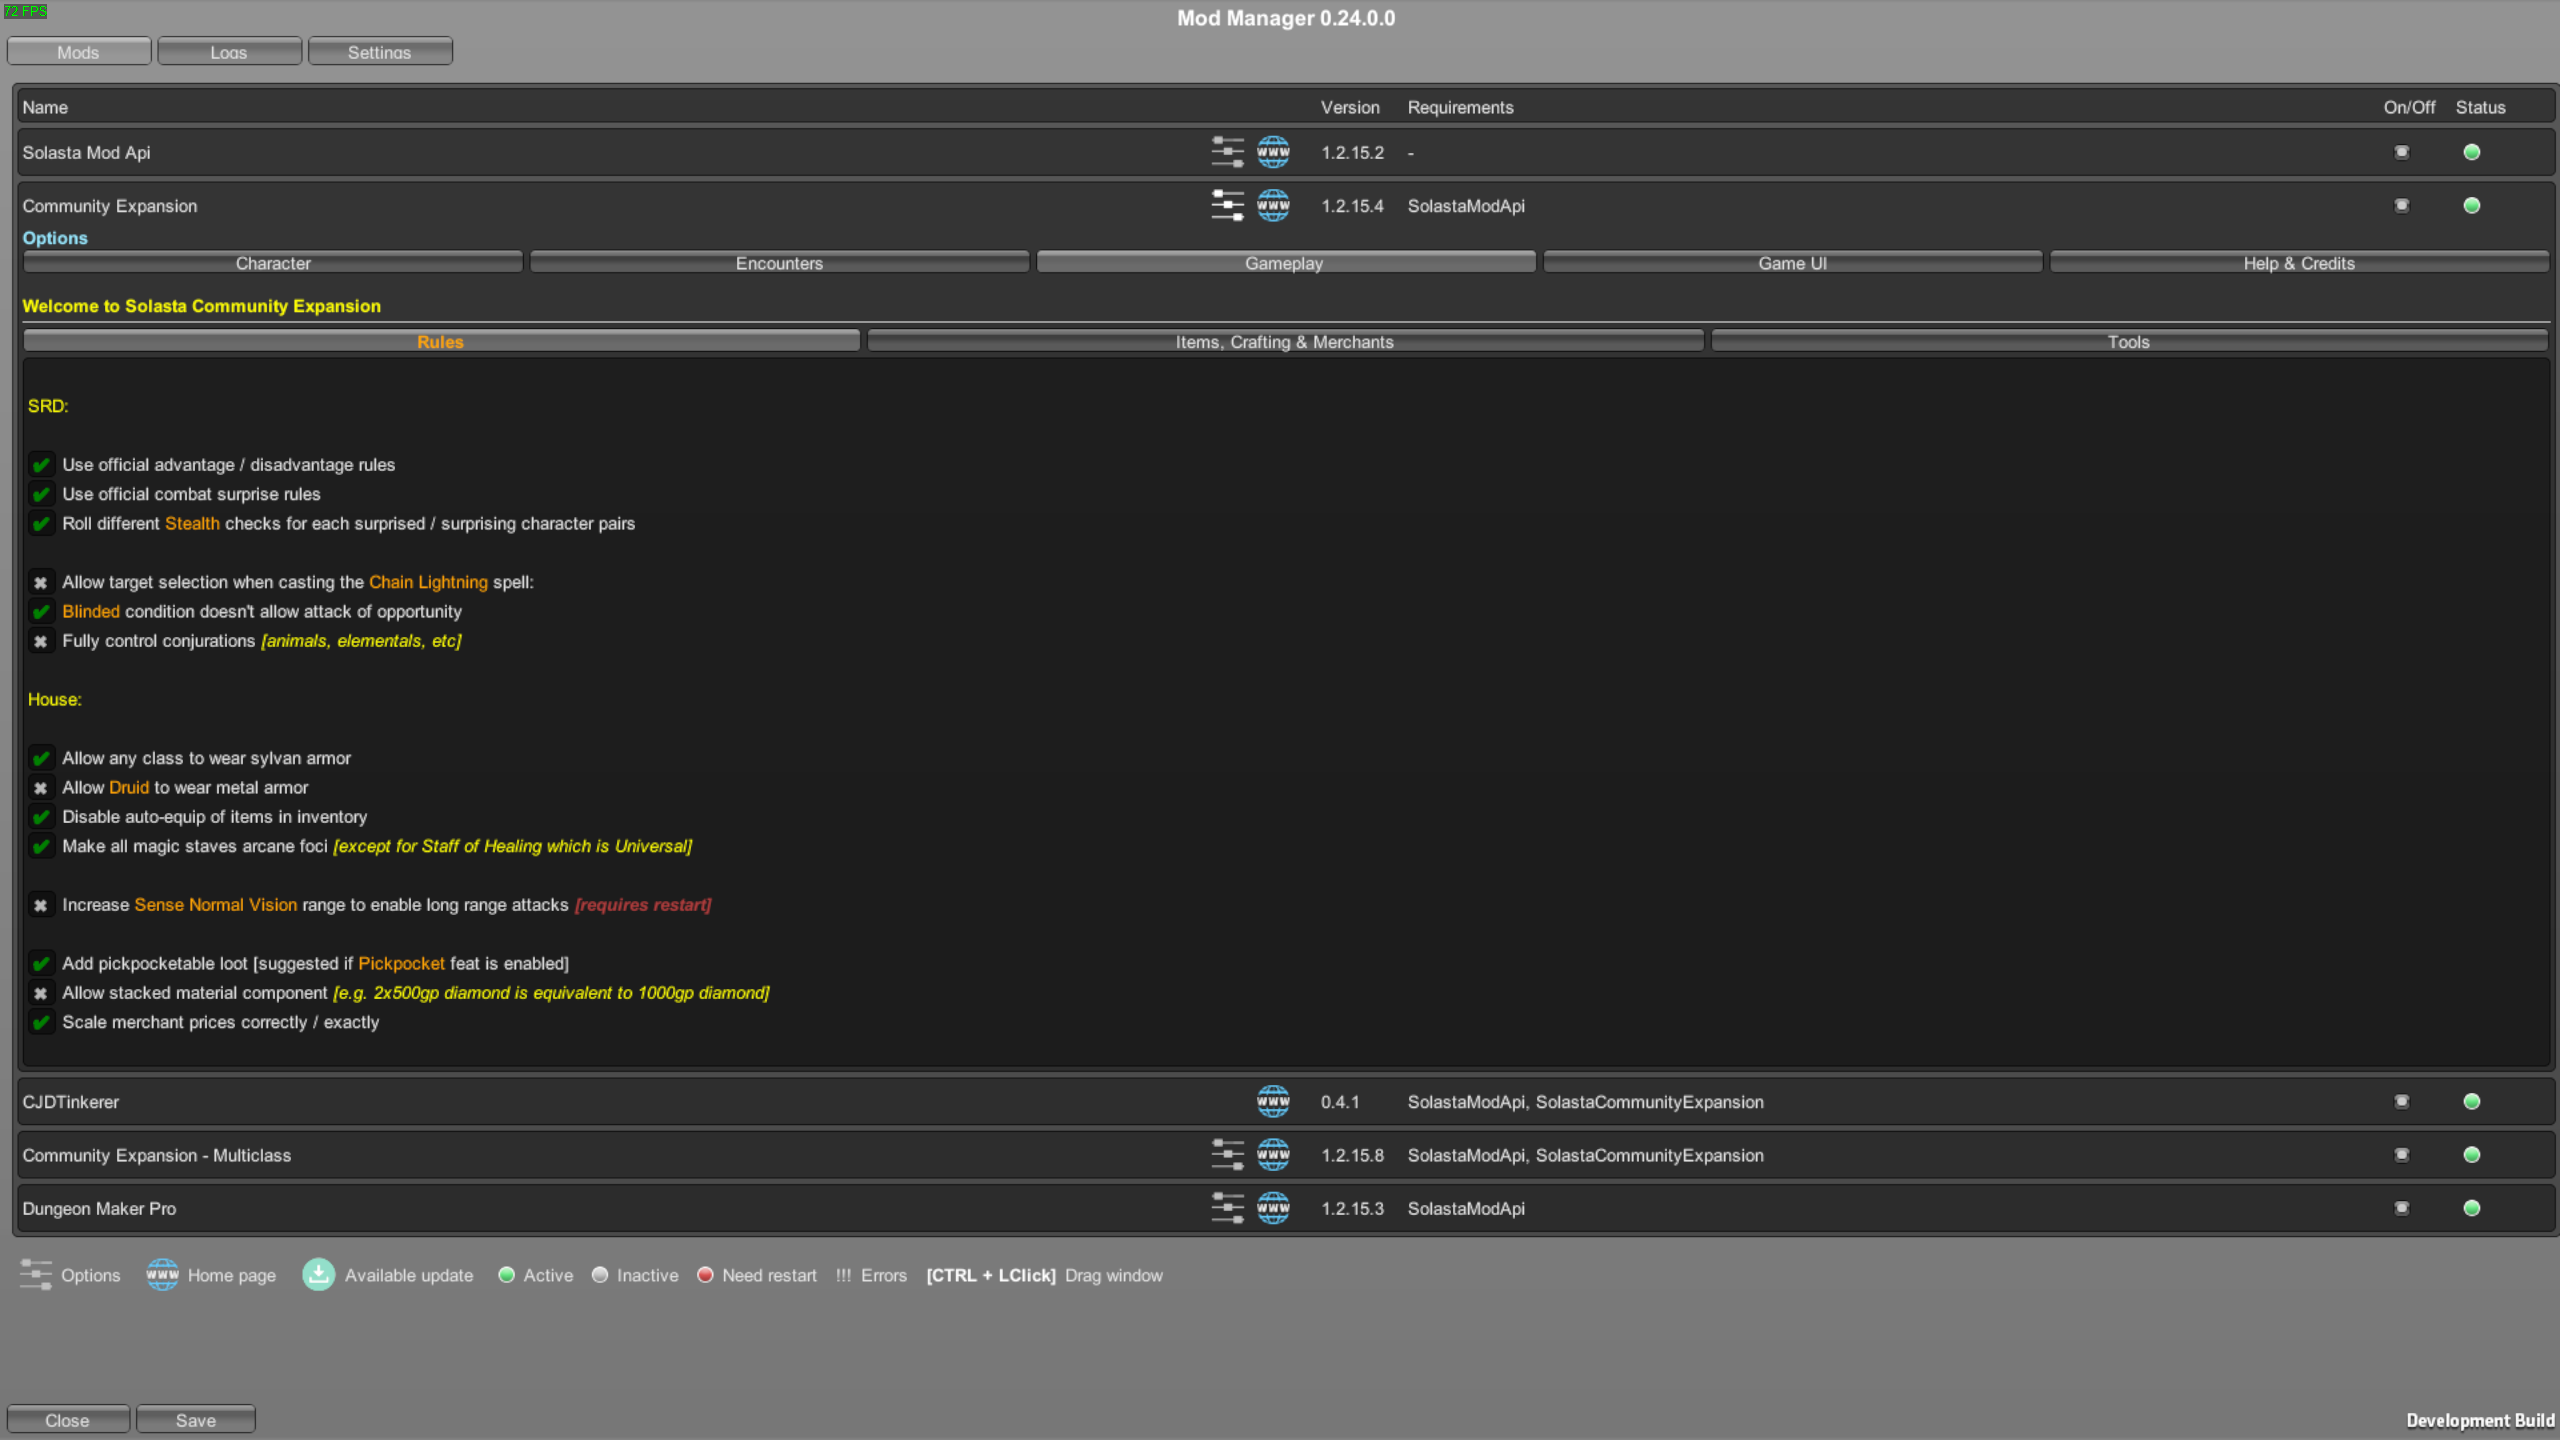 72 FPS
Mod Manager 0.24.0.0
Mods Logs Settings
Name Version Requirements On/Off Status
Solasta Mod Api WWW 1.2.15.2 -
Community Expansion WWW 1.2.15.4 SolastaModApi
Options
Character Encounters Gameplay Game UI Help & Credits
Welcome to Solasta Community Expansion
Rules Items, Crafting & Merchants Tools
SRD:
Use official advantage / disadvantage rules
Use official combat surprise rules
Roll different Stealth checks for each surprised / surprising character pairs
Allow target selection when casting the Chain Lightning spell:
Blinded condition doesn't allow attack of opportunity
Fully control conjurations [animals, elementals, etc]
House:
Allow any class to wear sylvan armor
Allow Druid to wear metal armor
Disable auto-equip of items in inventory
Make all magic staves arcane foci [except for Staff of Healing which is Universal]
Increase Sense Normal Vision range to enable long range attacks [requires restart]
Add pickpocketable loot [suggested if Pickpocket feat is enabled]
Allow stacked material component [e.g. 2x500gp diamond is equivalent to 1000gp diamond]
Scale merchant prices correctly / exactly
CJDTinkerer WWW 0.4.1 SolastaModApi, SolastaCommunityExpansion
Community Expansion - Multiclass WWW 1.2.15.8 SolastaModApi, SolastaCommunityExpansion
Dungeon Maker Pro WWW 1.2.15.3 SolastaModApi
Options WWW Home page Available update Active Inactive Need restart !!! Errors [CTRL + LClick] Drag window
Close Save Development Build